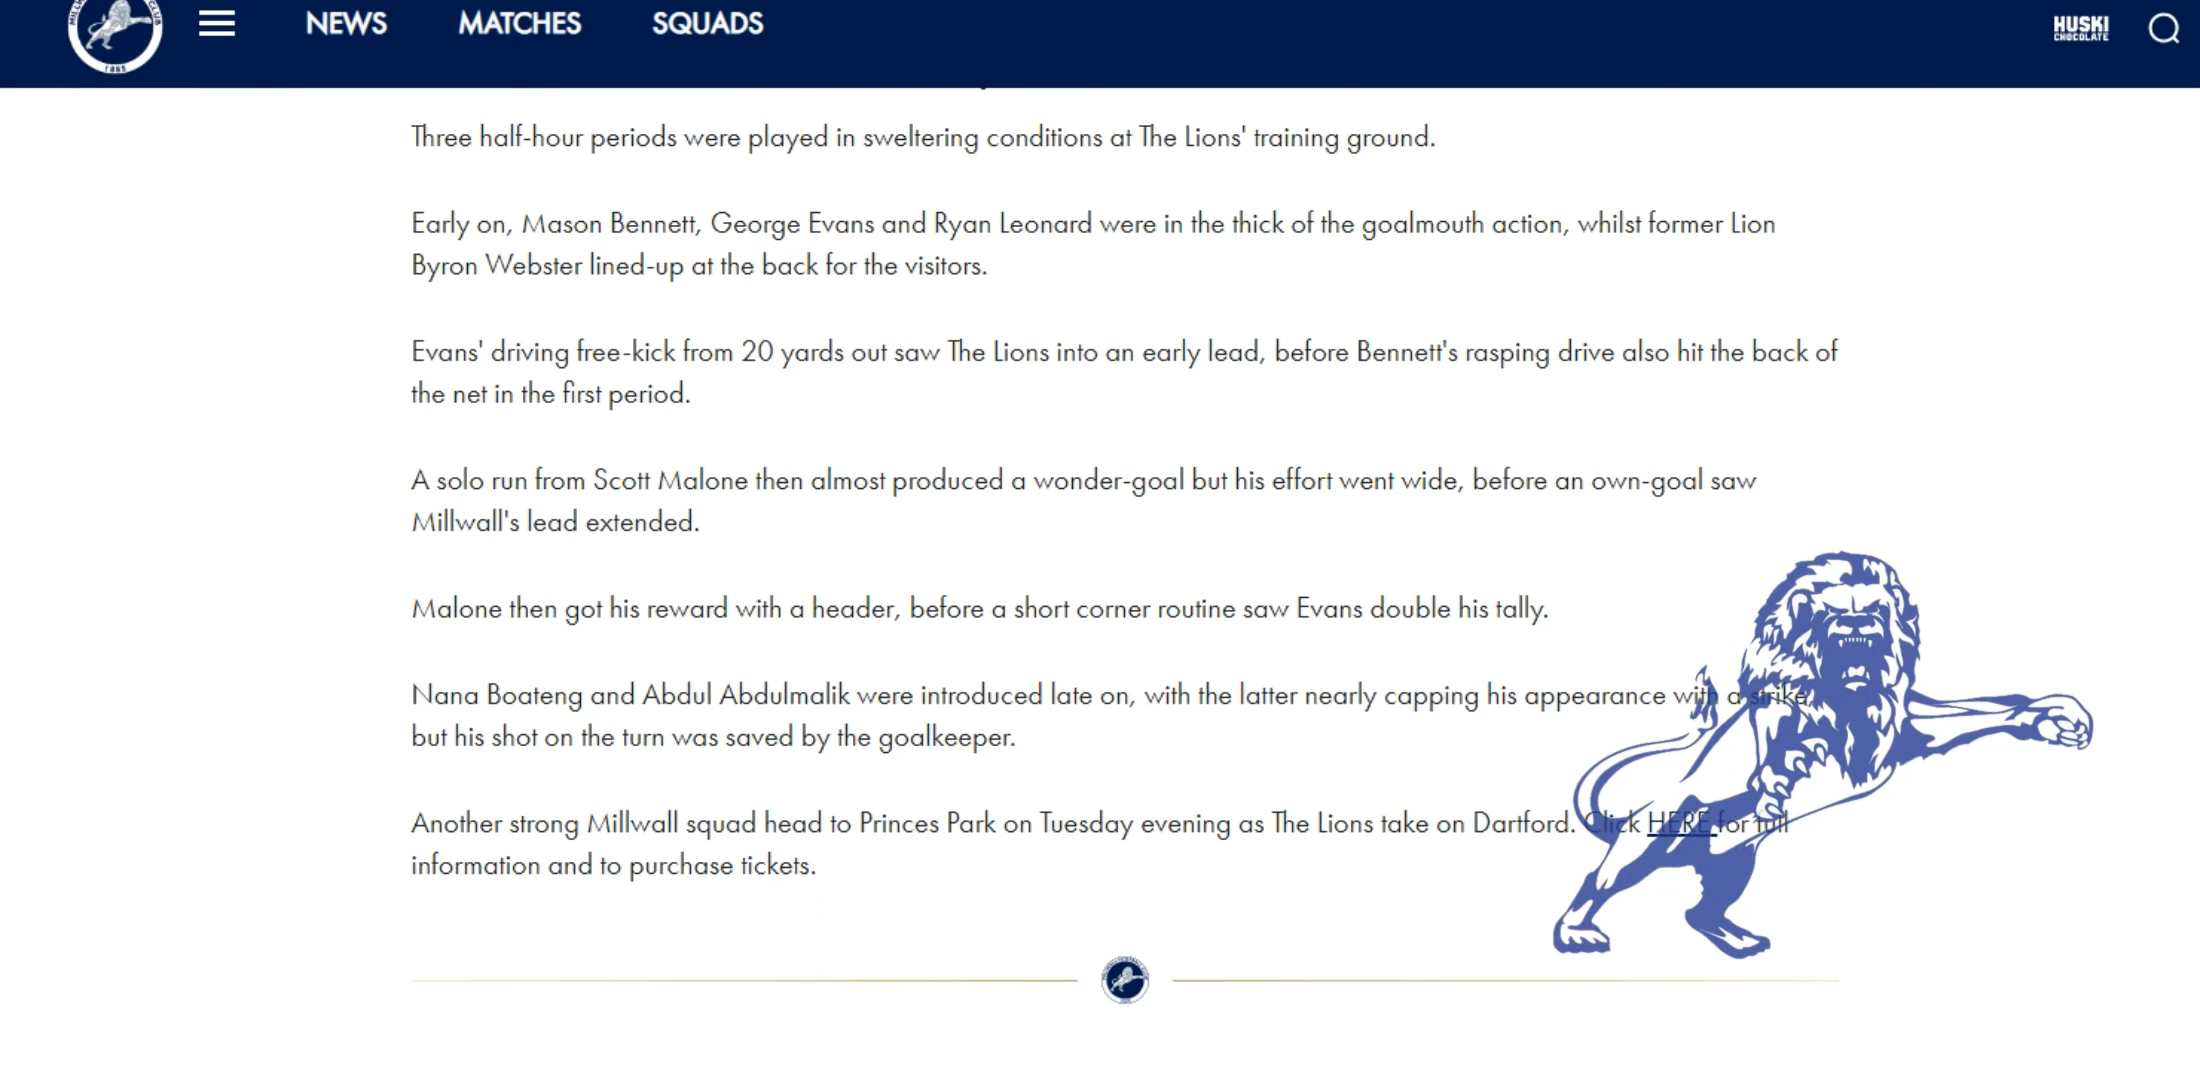 NEWS MATCHES SQUADS
HUSKI
CHOCOLATE
1885
Three half-hour periods were played in sweltering conditions at The Lions' training ground.
Early on, Mason Bennett, George Evans and Ryan Leonard were in the thick of the goalmouth action, whilst former Lion
Byron Webster lined-up at the back for the visitors.
Evans' driving free-kick from 20 yards out saw The Lions into an early lead, before Bennett's rasping drive also hit the back of
the net in the first period.
A solo run from Scott Malone then almost produced a wonder-goal but his effort went wide, before an own-goal saw
Millwall's lead extended.
Malone then got his reward with a header, before a short corner routine saw Evans double his tally.
Nana Boateng and Abdul Abdulmalik were introduced late on, with the latter nearly capping his appearance with a strike,
but his shot on the turn was saved by the goalkeeper.
Another strong Millwall squad head to Princes Park on Tuesday evening as The Lions take on Dartford. Click HERE for full
information and to purchase tickets.